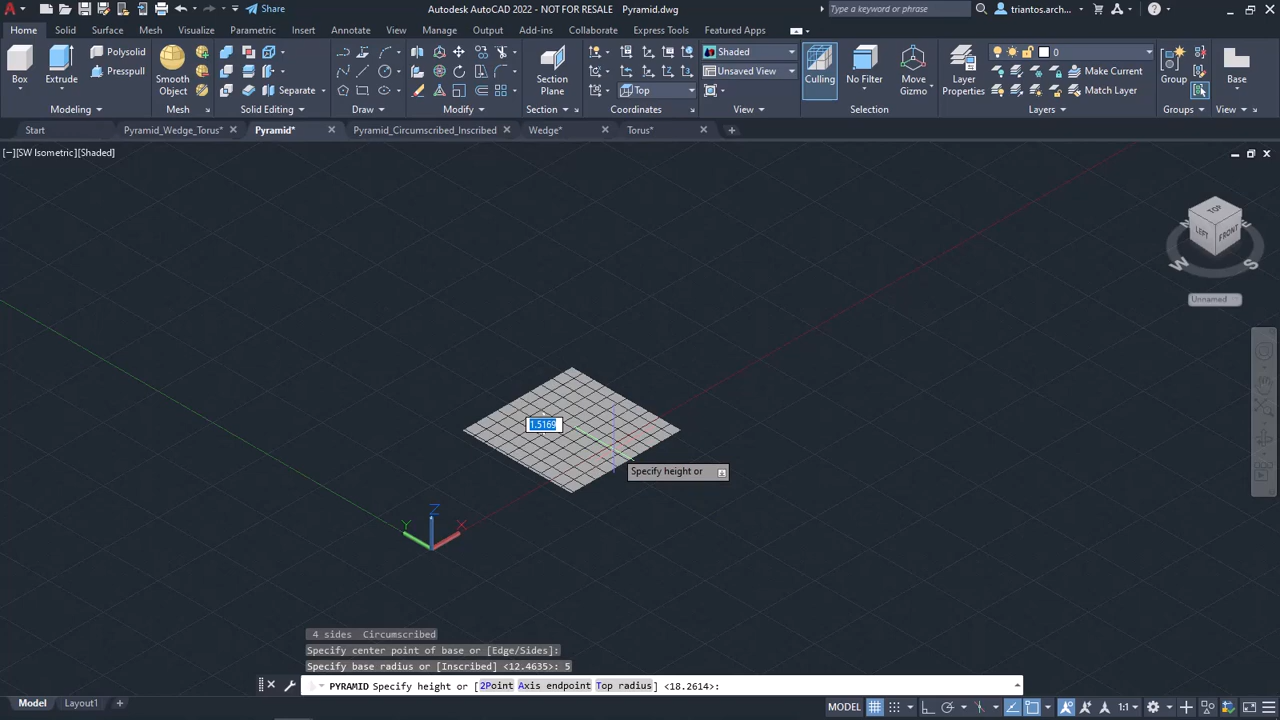 Share
Autodesk AutoCAD 2022 - NOT FOR RESALE Pyramid.dwg
Type a keyword or phrase
triantos.arch...
Home Solid Surface Mesh Visualize Parametric Insert Annotate View Manage Output Add-ins Collaborate Express Tools Featured Apps
Box
Extrude
Polysolid
Presspull
Smooth
Object
Separate
Section
Plane
Top
Shaded
Unsaved View
Culling
No Filter
Move
Gizmo
Layer
Properties
0
Make Current
Match Layer
Group
Base
Modeling Mesh Solid Editing Draw Modify Section Coordinates View Selection Layers Groups View
Start Pyramid_Wedge_Torus* Pyramid* Pyramid_Circumscribed_Inscribed Wedge* Torus*
[−][SW Isometric][Shaded]
TOP
LEFT
FRONT
N
E
W
S
Unnamed
1.5169
Specify height or
Z
Y
X
4 sides Circumscribed
Specify center point of base or [Edge/Sides]:
Specify base radius or [Inscribed] <12.4635>: 5
PYRAMID Specify height or [2Point Axis endpoint Top radius] <18.2614>:
Model Layout1
MODEL
1:1